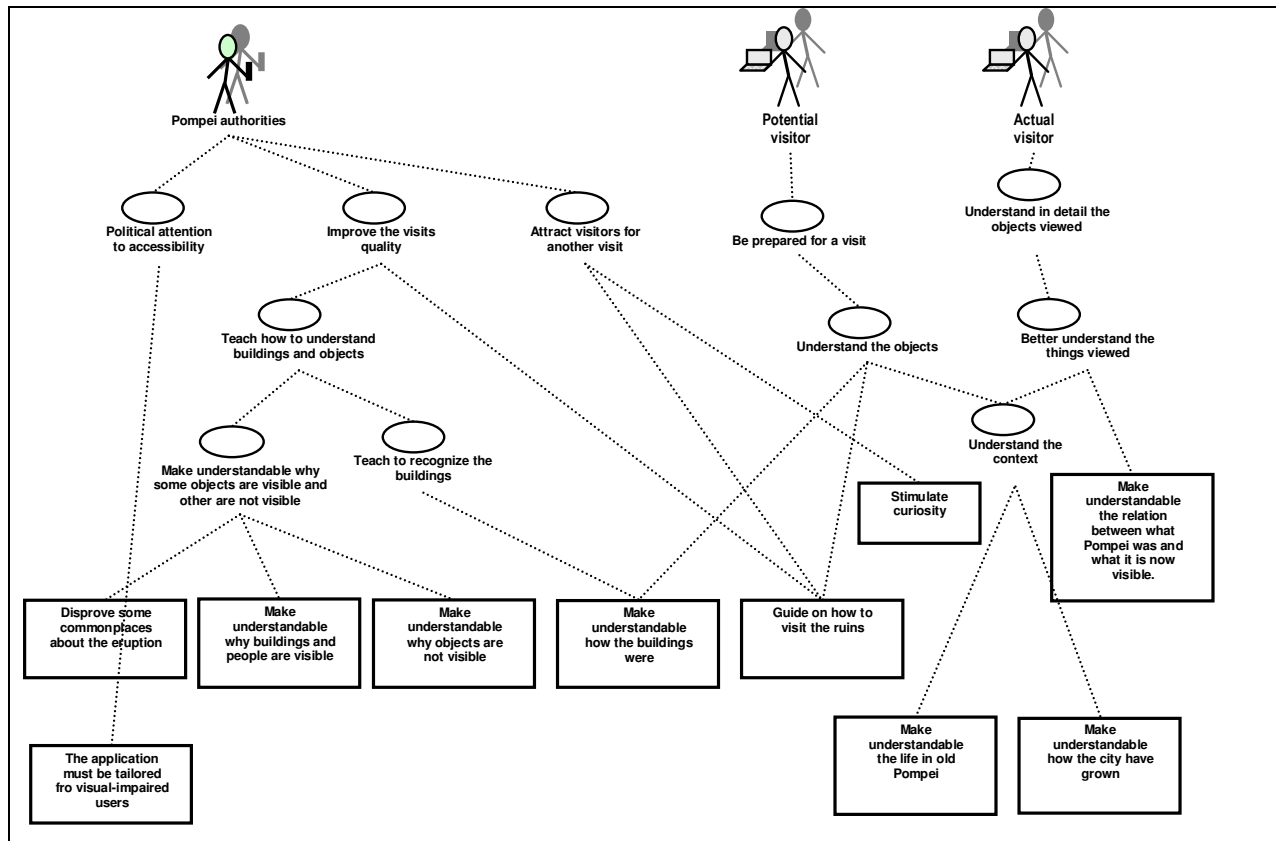 Pompei authorities
Potential
visitor
Actual
visitor
Political attention
to accessibility
Improve the visits
quality
Attract visitors for
another visit
Be prepared for a visit
Understand in detail the
objects viewed
Teach how to understand
buildings and objects
Understand the objects
Better understand the
things viewed
Make understandable why
some objects are visible and
other are not visible
Teach to recognize the
buildings
Understand the
context
Stimulate
curiosity
Make
understandable
the relation
between what
Pompei was and
what it is now
visible.
Disprove some
commonplaces
about the eruption
Make
understandable
why buildings and
people are visible
Make
understandable
why objects are
not visible
Make
understandable
how the buildings
were
Guide on how to
visit the ruins
The application
must be tailored
fro visual-impaired
users
Make
understandable
the life in old
Pompei
Make
understandable
how the city have
grown